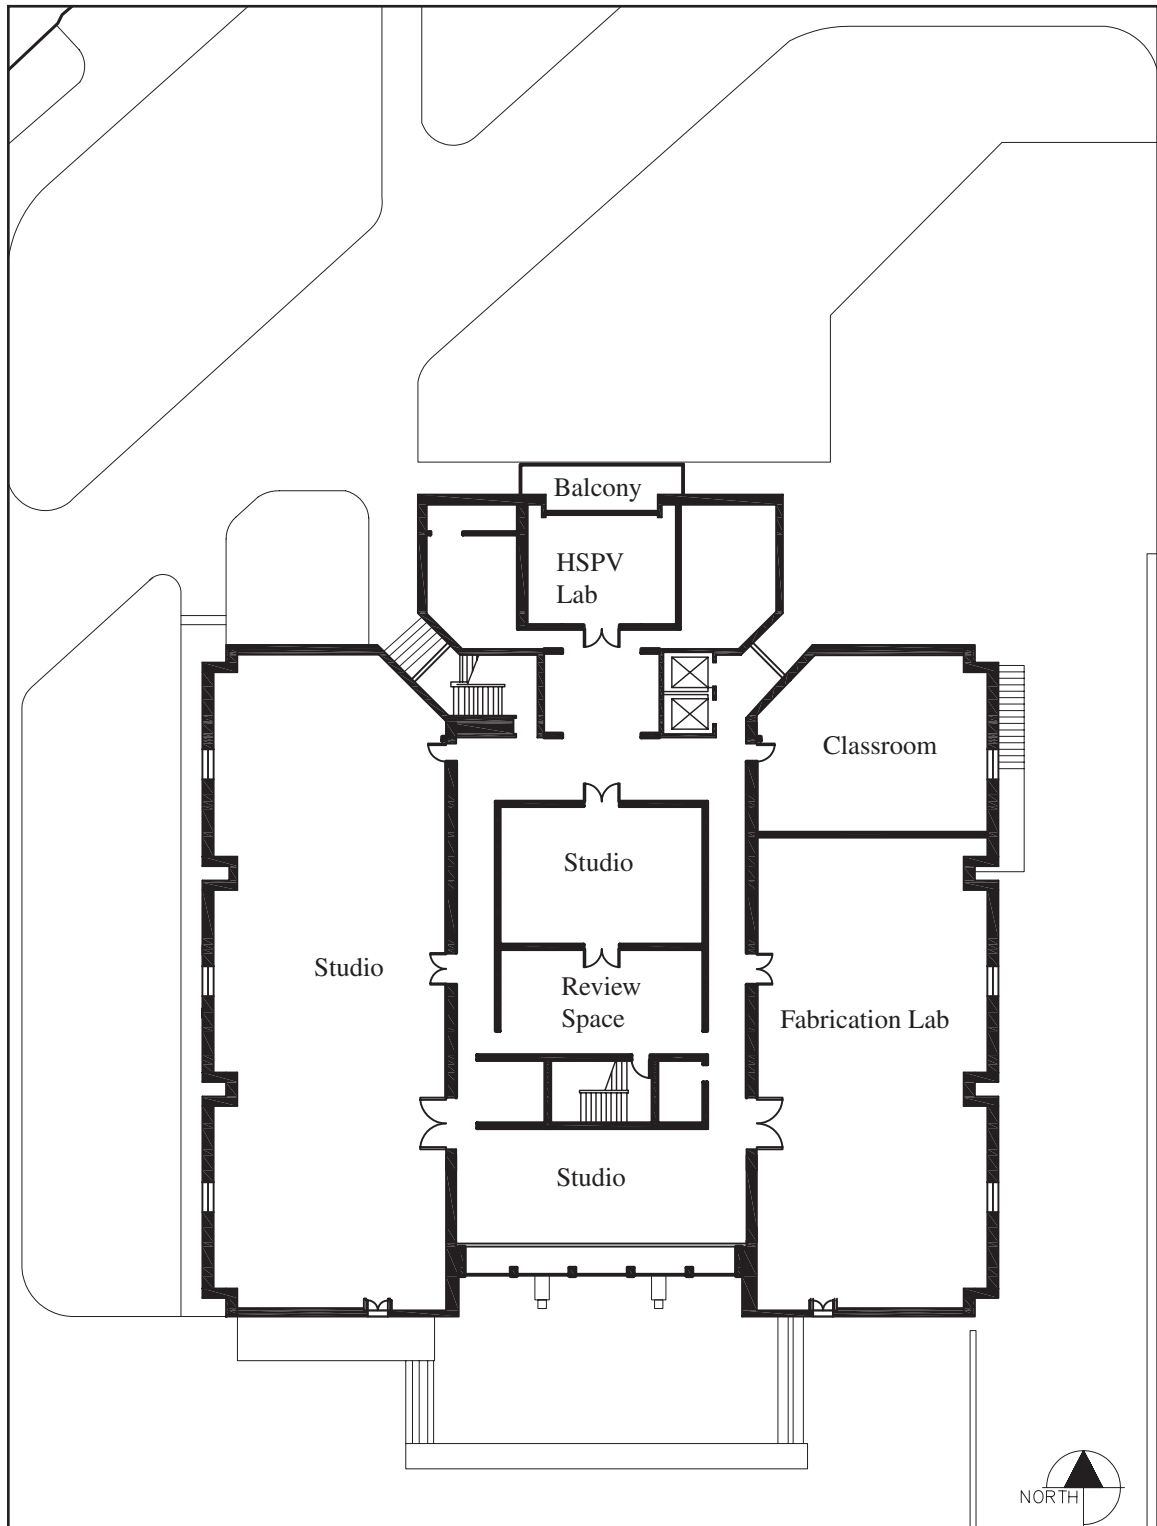 Balcony
HSPV
Lab
Classroom
Studio
Studio
Review
Space
Fabrication Lab
Studio
NORTH